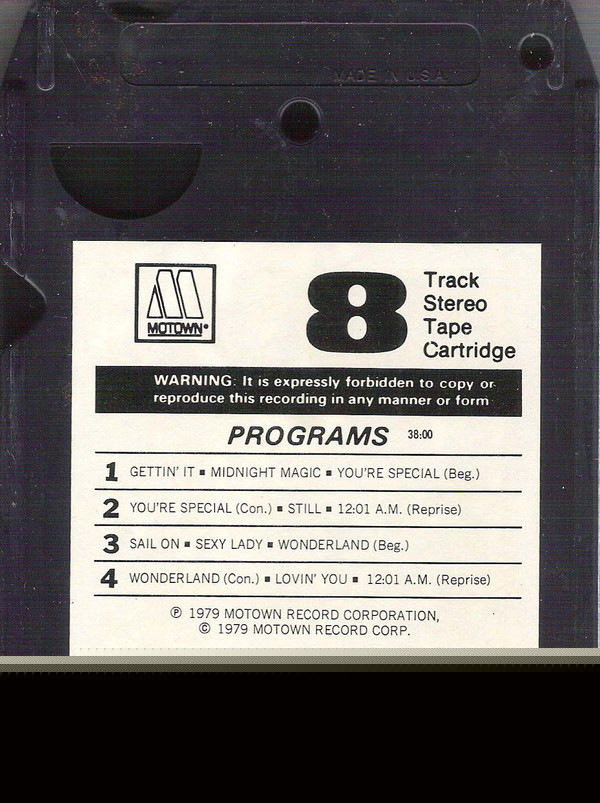 MADE IN U.S.A.
MOTOWN®
8 Track
Stereo
Tape
Cartridge
WARNING: It is expressly forbidden to copy or
reproduce this recording in any manner or form
PROGRAMS 38:00
1 GETTIN' IT ▪ MIDNIGHT MAGIC ▪ YOU'RE SPECIAL (Beg.)
2 YOU'RE SPECIAL (Con.) ▪ STILL ▪ 12:01 A.M. (Reprise)
3 SAIL ON ▪ SEXY LADY ▪ WONDERLAND (Beg.)
4 WONDERLAND (Con.) ▪ LOVIN' YOU ▪ 12:01 A.M. (Reprise)
℗ 1979 MOTOWN RECORD CORPORATION,
© 1979 MOTOWN RECORD CORP.